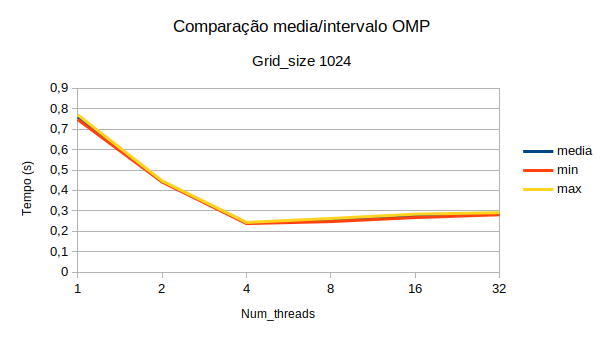 Comparação media/intervalo OMP
Grid_size 1024
0,9
0,8
0,7
0,6
0,5
0,4
0,3
0,2
0,1
0
Tempo (s)
1 2 4 8 16 32
Num_threads
media
min
max